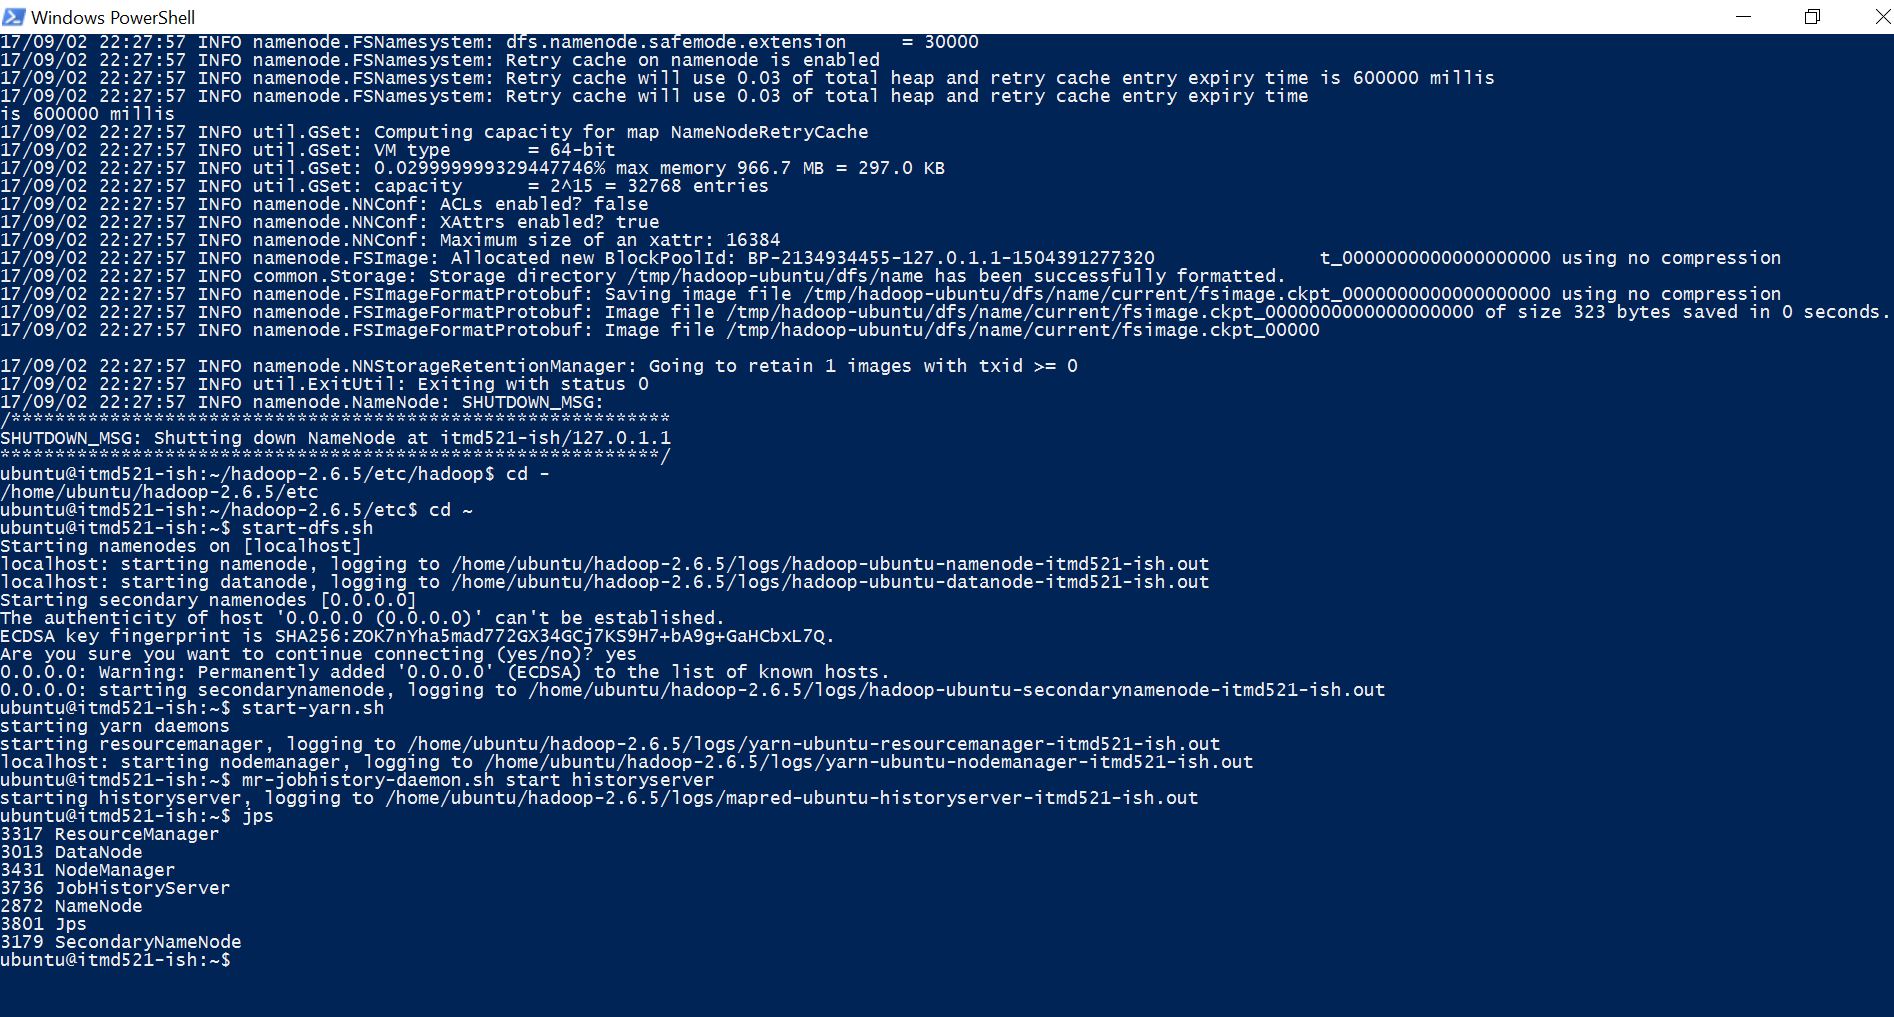 Windows PowerShell
17/09/02 22:27:57 INFO namenode.FSNamesystem: dfs.namenode.safemode.extension     = 30000
17/09/02 22:27:57 INFO namenode.FSNamesystem: Retry cache on namenode is enabled
17/09/02 22:27:57 INFO namenode.FSNamesystem: Retry cache will use 0.03 of total heap and retry cache entry expiry time is 600000 millis
17/09/02 22:27:57 INFO namenode.FSNamesystem: Retry cache will use 0.03 of total heap and retry cache entry expiry time
is 600000 millis
17/09/02 22:27:57 INFO util.GSet: Computing capacity for map NameNodeRetryCache
17/09/02 22:27:57 INFO util.GSet: VM type       = 64-bit
17/09/02 22:27:57 INFO util.GSet: 0.029999999329447746% max memory 966.7 MB = 297.0 KB
17/09/02 22:27:57 INFO util.GSet: capacity      = 2^15 = 32768 entries
17/09/02 22:27:57 INFO namenode.NNConf: ACLs enabled? false
17/09/02 22:27:57 INFO namenode.NNConf: XAttrs enabled? true
17/09/02 22:27:57 INFO namenode.NNConf: Maximum size of an xattr: 16384
17/09/02 22:27:57 INFO namenode.FSImage: Allocated new BlockPoolId: BP-2134934455-127.0.1.1-1504391277320               t_0000000000000000000 using no compression
17/09/02 22:27:57 INFO common.Storage: Storage directory /tmp/hadoop-ubuntu/dfs/name has been successfully formatted.
17/09/02 22:27:57 INFO namenode.FSImageFormatProtobuf: Saving image file /tmp/hadoop-ubuntu/dfs/name/current/fsimage.ckpt_0000000000000000000 using no compression
17/09/02 22:27:57 INFO namenode.FSImageFormatProtobuf: Image file /tmp/hadoop-ubuntu/dfs/name/current/fsimage.ckpt_0000000000000000000 of size 323 bytes saved in 0 seconds.
17/09/02 22:27:57 INFO namenode.FSImageFormatProtobuf: Image file /tmp/hadoop-ubuntu/dfs/name/current/fsimage.ckpt_00000
17/09/02 22:27:57 INFO namenode.NNStorageRetentionManager: Going to retain 1 images with txid >= 0
17/09/02 22:27:57 INFO util.ExitUtil: Exiting with status 0
17/09/02 22:27:57 INFO namenode.NameNode: SHUTDOWN_MSG:
/************************************************************
SHUTDOWN_MSG: Shutting down NameNode at itmd521-ish/127.0.1.1
************************************************************/
ubuntu@itmd521-ish:~/hadoop-2.6.5/etc/hadoop$ cd -
/home/ubuntu/hadoop-2.6.5/etc
ubuntu@itmd521-ish:~/hadoop-2.6.5/etc$ cd ~
ubuntu@itmd521-ish:~$ start-dfs.sh
Starting namenodes on [localhost]
localhost: starting namenode, logging to /home/ubuntu/hadoop-2.6.5/logs/hadoop-ubuntu-namenode-itmd521-ish.out
localhost: starting datanode, logging to /home/ubuntu/hadoop-2.6.5/logs/hadoop-ubuntu-datanode-itmd521-ish.out
Starting secondary namenodes [0.0.0.0]
The authenticity of host '0.0.0.0 (0.0.0.0)' can't be established.
ECDSA key fingerprint is SHA256:ZOK7nYha5mad772GX34GCj7KS9H7+bA9g+GaHCbxL7Q.
Are you sure you want to continue connecting (yes/no)? yes
0.0.0.0: Warning: Permanently added '0.0.0.0' (ECDSA) to the list of known hosts.
0.0.0.0: starting secondarynamenode, logging to /home/ubuntu/hadoop-2.6.5/logs/hadoop-ubuntu-secondarynamenode-itmd521-ish.out
ubuntu@itmd521-ish:~$ start-yarn.sh
starting yarn daemons
starting resourcemanager, logging to /home/ubuntu/hadoop-2.6.5/logs/yarn-ubuntu-resourcemanager-itmd521-ish.out
localhost: starting nodemanager, logging to /home/ubuntu/hadoop-2.6.5/logs/yarn-ubuntu-nodemanager-itmd521-ish.out
ubuntu@itmd521-ish:~$ mr-jobhistory-daemon.sh start historyserver
starting historyserver, logging to /home/ubuntu/hadoop-2.6.5/logs/mapred-ubuntu-historyserver-itmd521-ish.out
ubuntu@itmd521-ish:~$ jps
3317 ResourceManager
3013 DataNode
3431 NodeManager
3736 JobHistoryServer
2872 NameNode
3801 Jps
3179 SecondaryNameNode
ubuntu@itmd521-ish:~$